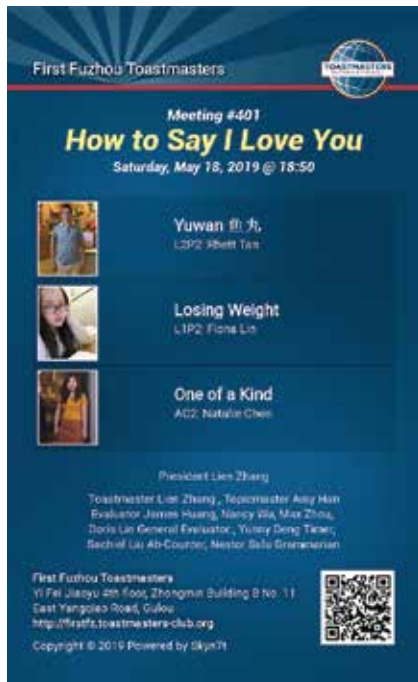 First Fuzhou Toastmasters
TOASTMASTERS
Meeting #401
How to Say I Love You
Saturday, May 18, 2019 @ 18:50
Yuwan 鱼丸
L2P2: Rhett Tan
Losing Weight
L1P2: Fiona Lin
One of a Kind
AC2: Natalie Chen
President Lien Zhang
Toastmaster Lien Zhang, Topicmaster Amy Han
Evaluator James Huang, Nancy Wa, Max Zhou,
Doris Lin General Evaluator, Yunny Deng Timer,
Liu Ah-Counter, Nestor Grammarian
First Fuzhou Toastmasters
Yi Fei Jiaoyu 4th floor, Zhongmin Building B No. 11
East Yangqiao Road, Gulou
http://firstfz.toastmasters-club.org
Copyright © 2019 Powered by